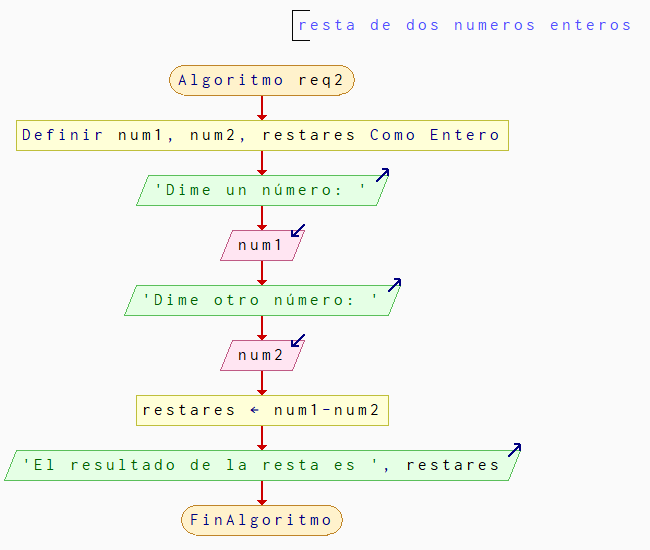 resta de dos numeros enteros
Algoritmo req2
Definir num1, num2, restares Como Entero
'Dime un número: '
num1
'Dime otro número: '
num2
restares ← num1-num2
'El resultado de la resta es ', restares
FinAlgoritmo